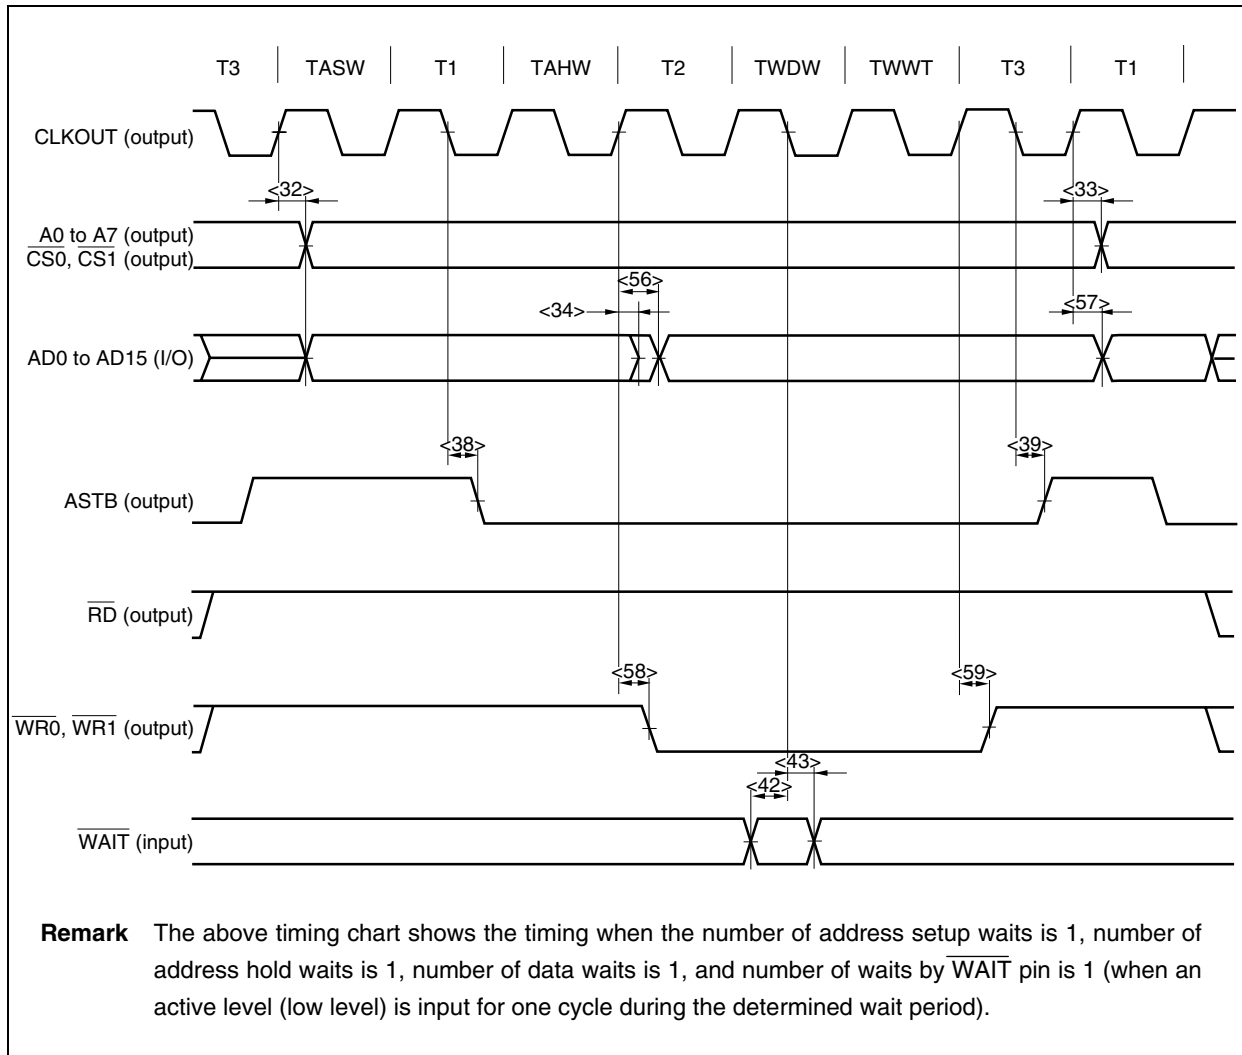 T3 TASW T1 TAHW T2 TWDW TWWT T3 T1
CLKOUT (output)
<32> <33>
A0 to A7 (output)
CS0, CS1 (output)
<56>
<34> <57>
AD0 to AD15 (I/O)
<38> <39>
ASTB (output)
RD (output)
<58> <59>
WR0, WR1 (output)
<43>
<42>
WAIT (input)
Remark The above timing chart shows the timing when the number of address setup waits is 1, number of
address hold waits is 1, number of data waits is 1, and number of waits by WAIT pin is 1 (when an
active level (low level) is input for one cycle during the determined wait period).